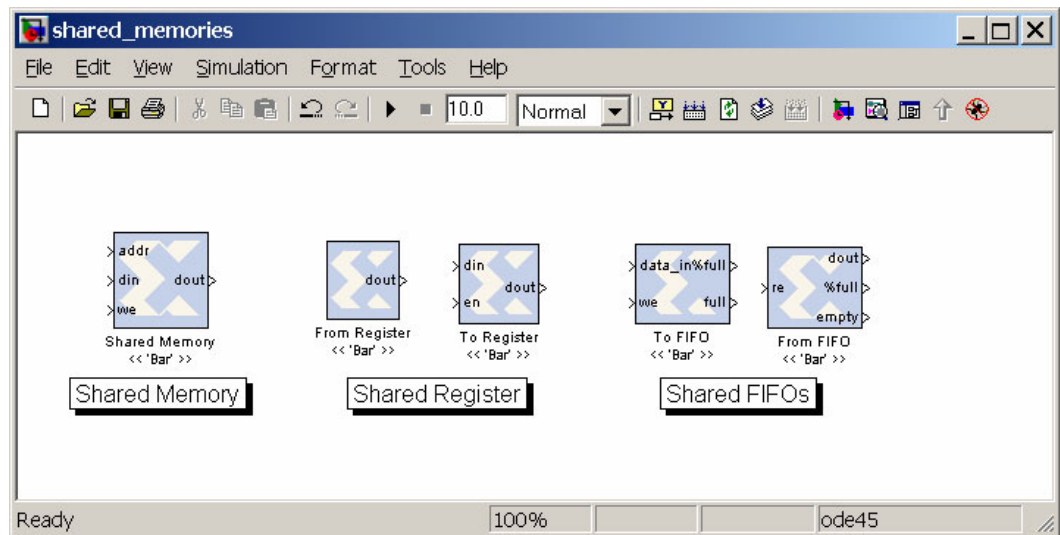 shared_memories
File Edit View Simulation Format Tools Help
10.0 Normal
addr
din dout
we
Shared Memory
<< 'Bar' >>
Shared Memory
dout
From Register
<< 'Bar' >>
din
dout
en
To Register
<< 'Bar' >>
Shared Register
data_in %full
we full
To FIFO
<< 'Bar' >>
dout
re %full
empty
From FIFO
<< 'Bar' >>
Shared FIFOs
Ready 100% ode45